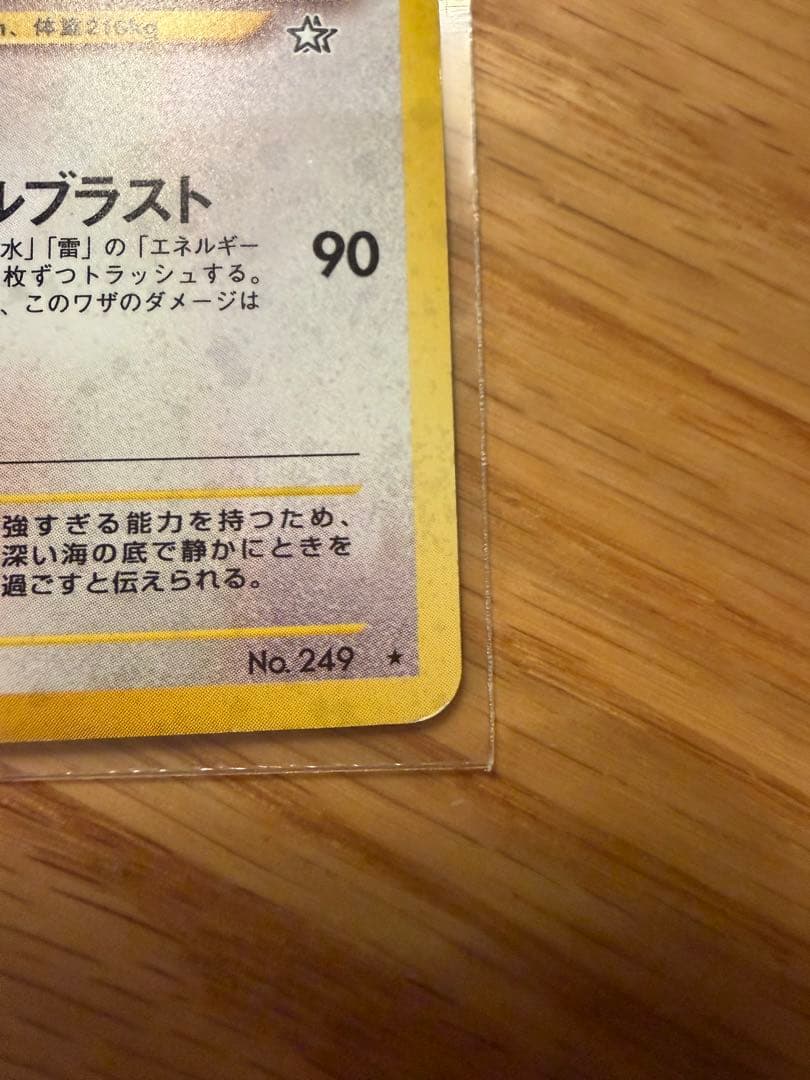 、体重216kg
ルブラスト
水」「雷」の「エネルギー
90
枚ずつトラッシュする。
、このワザのダメージは
強すぎる能力を持つため、
深い海の底で静かにときを
過ごすと伝えられる。
No. 249 ★